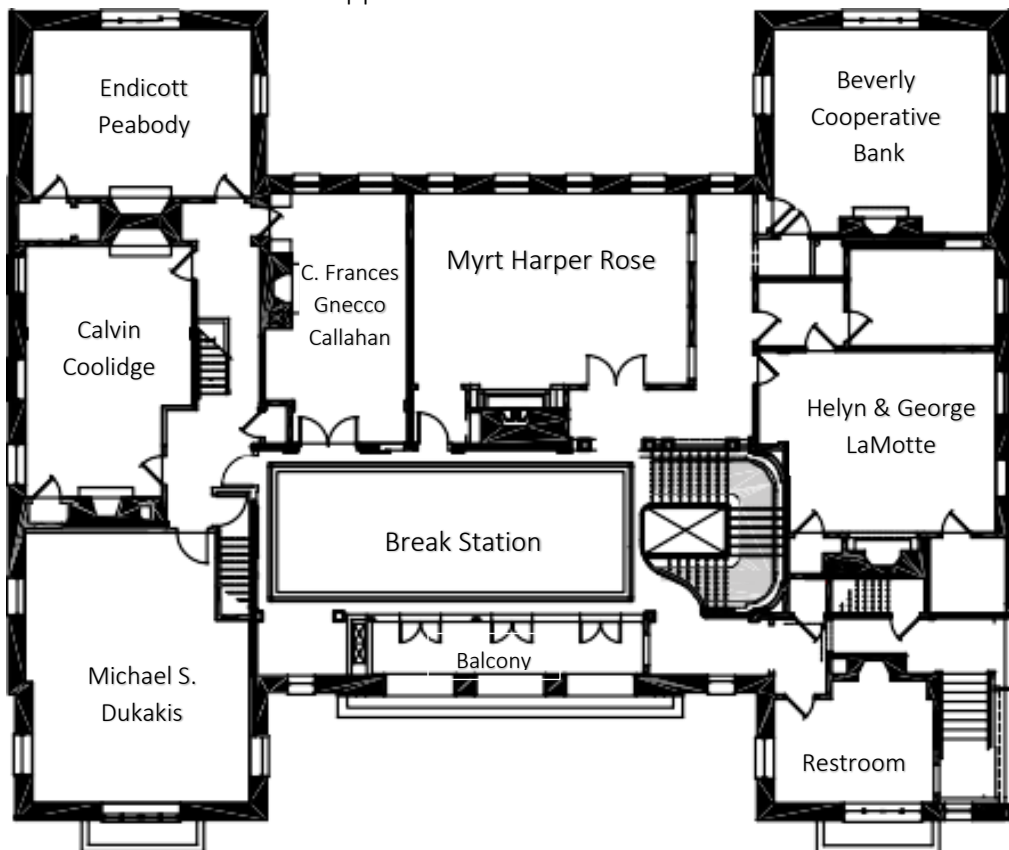 Endicott
Peabody
Beverly
Cooperative
Bank
C. Frances
Gnecco
Callahan
Myrt Harper Rose
Calvin
Coolidge
Helyn & George
LaMotte
Break Station
Balcony
Michael S.
Dukakis
Restroom